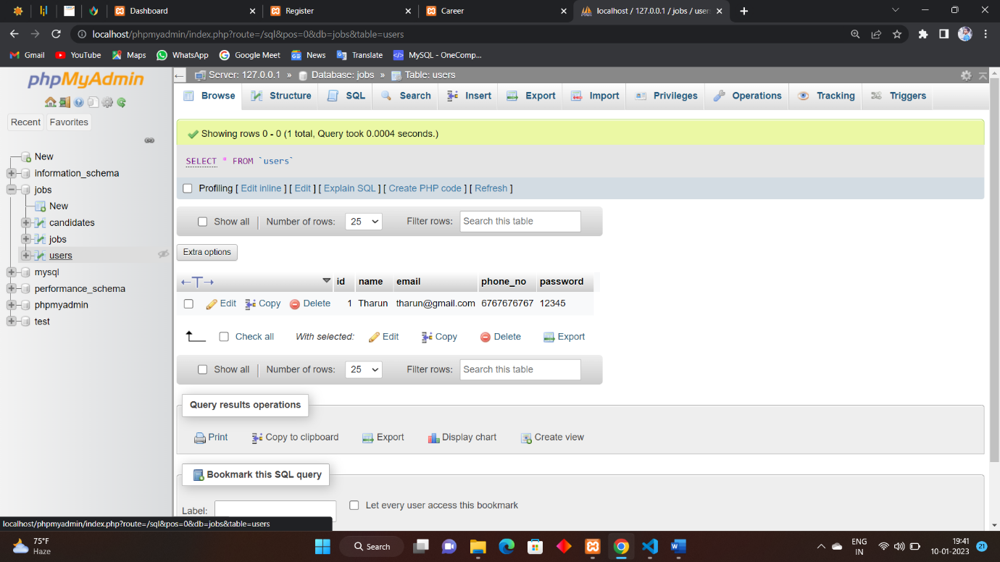 Dashboard
Register
Career
localhost / 127.0.0.1 / jobs / user
localhost/phpmyadmin/index.php?route=/sql&pos=0&db=jobs&table=users
Gmail YouTube Maps WhatsApp Google Meet News Translate MySQL - OneComp...
phpMyAdmin
Recent Favorites
New
information_schema
jobs
New
candidates
jobs
users
mysql
performance_schema
phpmyadmin
test
Server: 127.0.0.1 » Database: jobs » Table: users
Browse Structure SQL Search Insert Export Import Privileges Operations Tracking Triggers
Showing rows 0 - 0 (1 total, Query took 0.0004 seconds.)
SELECT * FROM `users`
Profiling [ Edit inline ] [ Edit ] [ Explain SQL ] [ Create PHP code ] [ Refresh ]
Show all | Number of rows: 25 Filter rows: Search this table
Extra options
id name email phone_no password
Edit Copy Delete 1 Tharun tharun@gmail.com 6767676767 12345
Check all With selected: Edit Copy Delete Export
Show all | Number of rows: 25 Filter rows: Search this table
Query results operations
Print Copy to clipboard Export Display chart Create view
Bookmark this SQL query
Label: Let every user access this bookmark
localhost/phpmyadmin/index.php?route=/sql&pos=0&db=jobs&table=users
75°F
Haze
Search
ENG
IN
19:41
10-01-2023
21